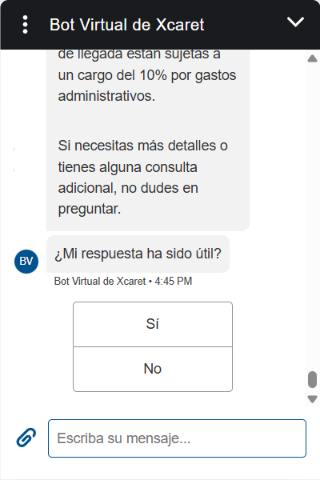 Bot Virtual de Xcaret
de llegada están sujetas a
un cargo del 10% por gastos
administrativos.
Si necesitas más detalles o
tienes alguna consulta
adicional, no dudes en
preguntar.
BV
¿Mi respuesta ha sido útil?
Bot Virtual de Xcaret • 4:45 PM
Sí
No
Escriba su mensaje...